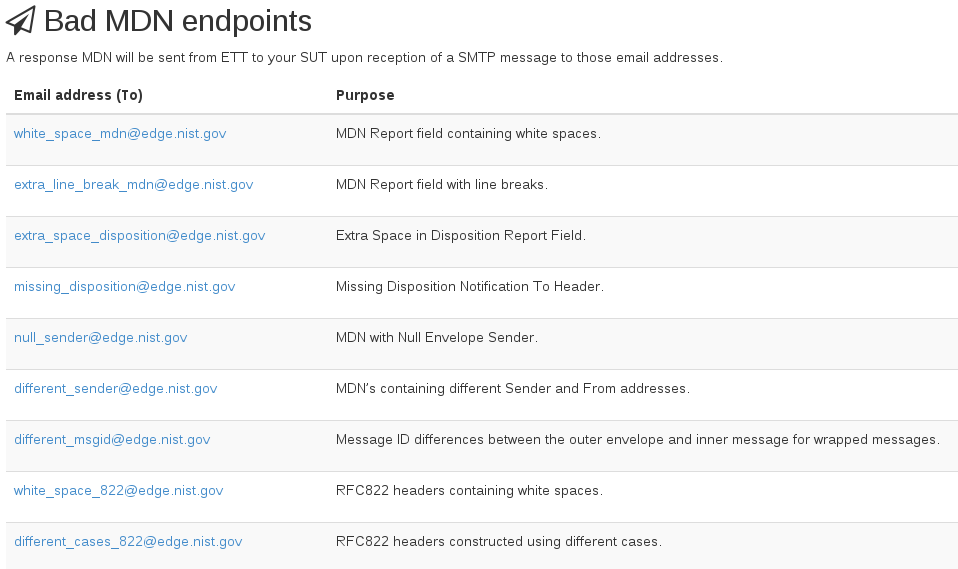 Bad MDN endpoints
A response MDN will be sent from ETT to your SUT upon reception of a SMTP message to those email addresses.
Email address (To) Purpose
white_space_mdn@edge.nist.gov MDN Report field containing white spaces.
extra_line_break_mdn@edge.nist.gov MDN Report field with line breaks.
extra_space_disposition@edge.nist.gov Extra Space in Disposition Report Field.
missing_disposition@edge.nist.gov Missing Disposition Notification To Header.
null_sender@edge.nist.gov MDN with Null Envelope Sender.
different_sender@edge.nist.gov MDN's containing different Sender and From addresses.
different_msgid@edge.nist.gov Message ID differences between the outer envelope and inner message for wrapped messages.
white_space_822@edge.nist.gov RFC822 headers containing white spaces.
different_cases_822@edge.nist.gov RFC822 headers constructed using different cases.